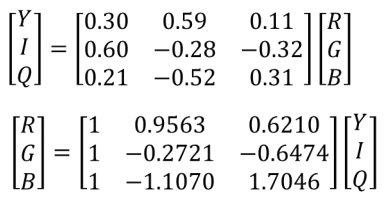 [Y I Q] = [0.30 0.59 0.11] [R G B]
0.60 −0.28 −0.32
0.21 −0.52 0.31
[R G B] = [1 0.9563 0.6210] [Y I Q]
1 −0.2721 −0.6474
1 −1.1070 1.7046